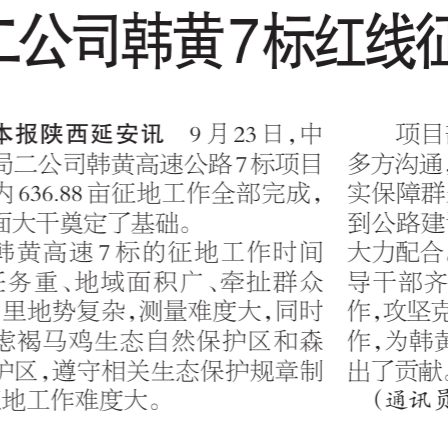 二公司韩黄7标红线征
本报陕西延安讯 9月23日,中
局二公司韩黄高速公路7标项目
内636.88亩征地工作全部完成,
面大干奠定了基础。
韩黄高速7标的征地工作时间
任务重、地域面积广、牵扯群众
里地势复杂,测量难度大,同时
虑褐马鸡生态自然保护区和森
护区,遵守相关生态保护规章制
地工作难度大。
项目
多方沟通,
实保障群
到公路建
大力配合
导干部齐
作,攻坚克
作,为韩黄
出了贡献。
(通讯员